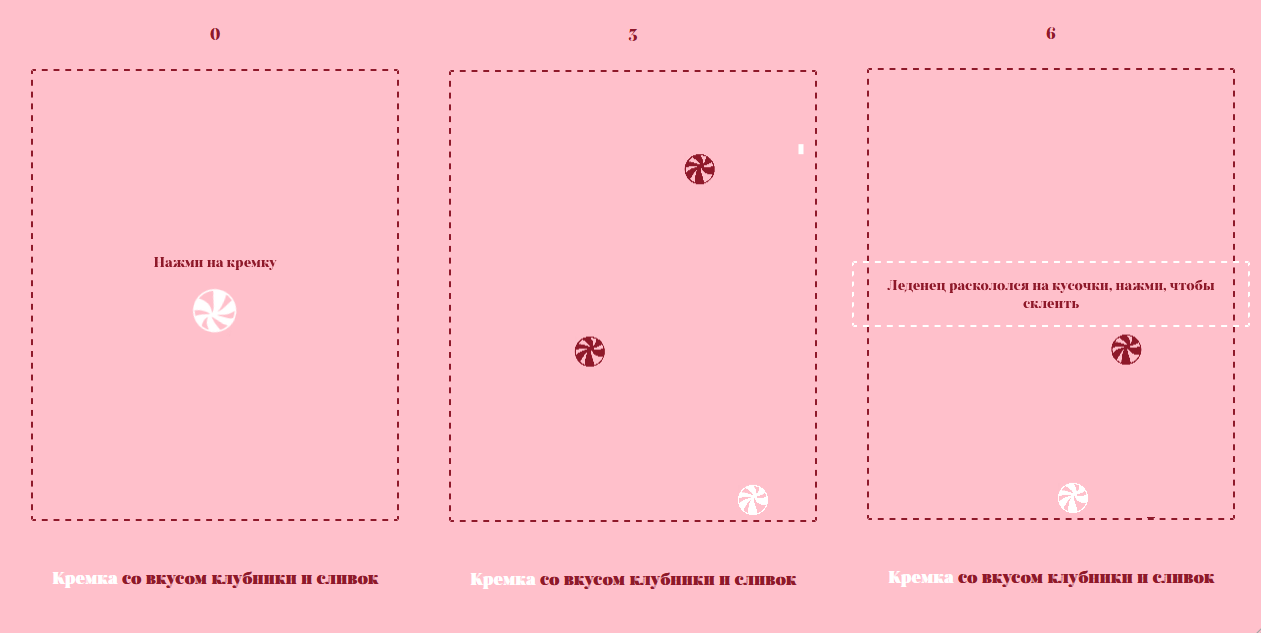 0
Нажми на кремку
Кремка со вкусом клубники и сливок
3
Кремка со вкусом клубники и сливок
6
Леденец раскололся на кусочки, нажми, чтобы
склеить
Кремка со вкусом клубники и сливок